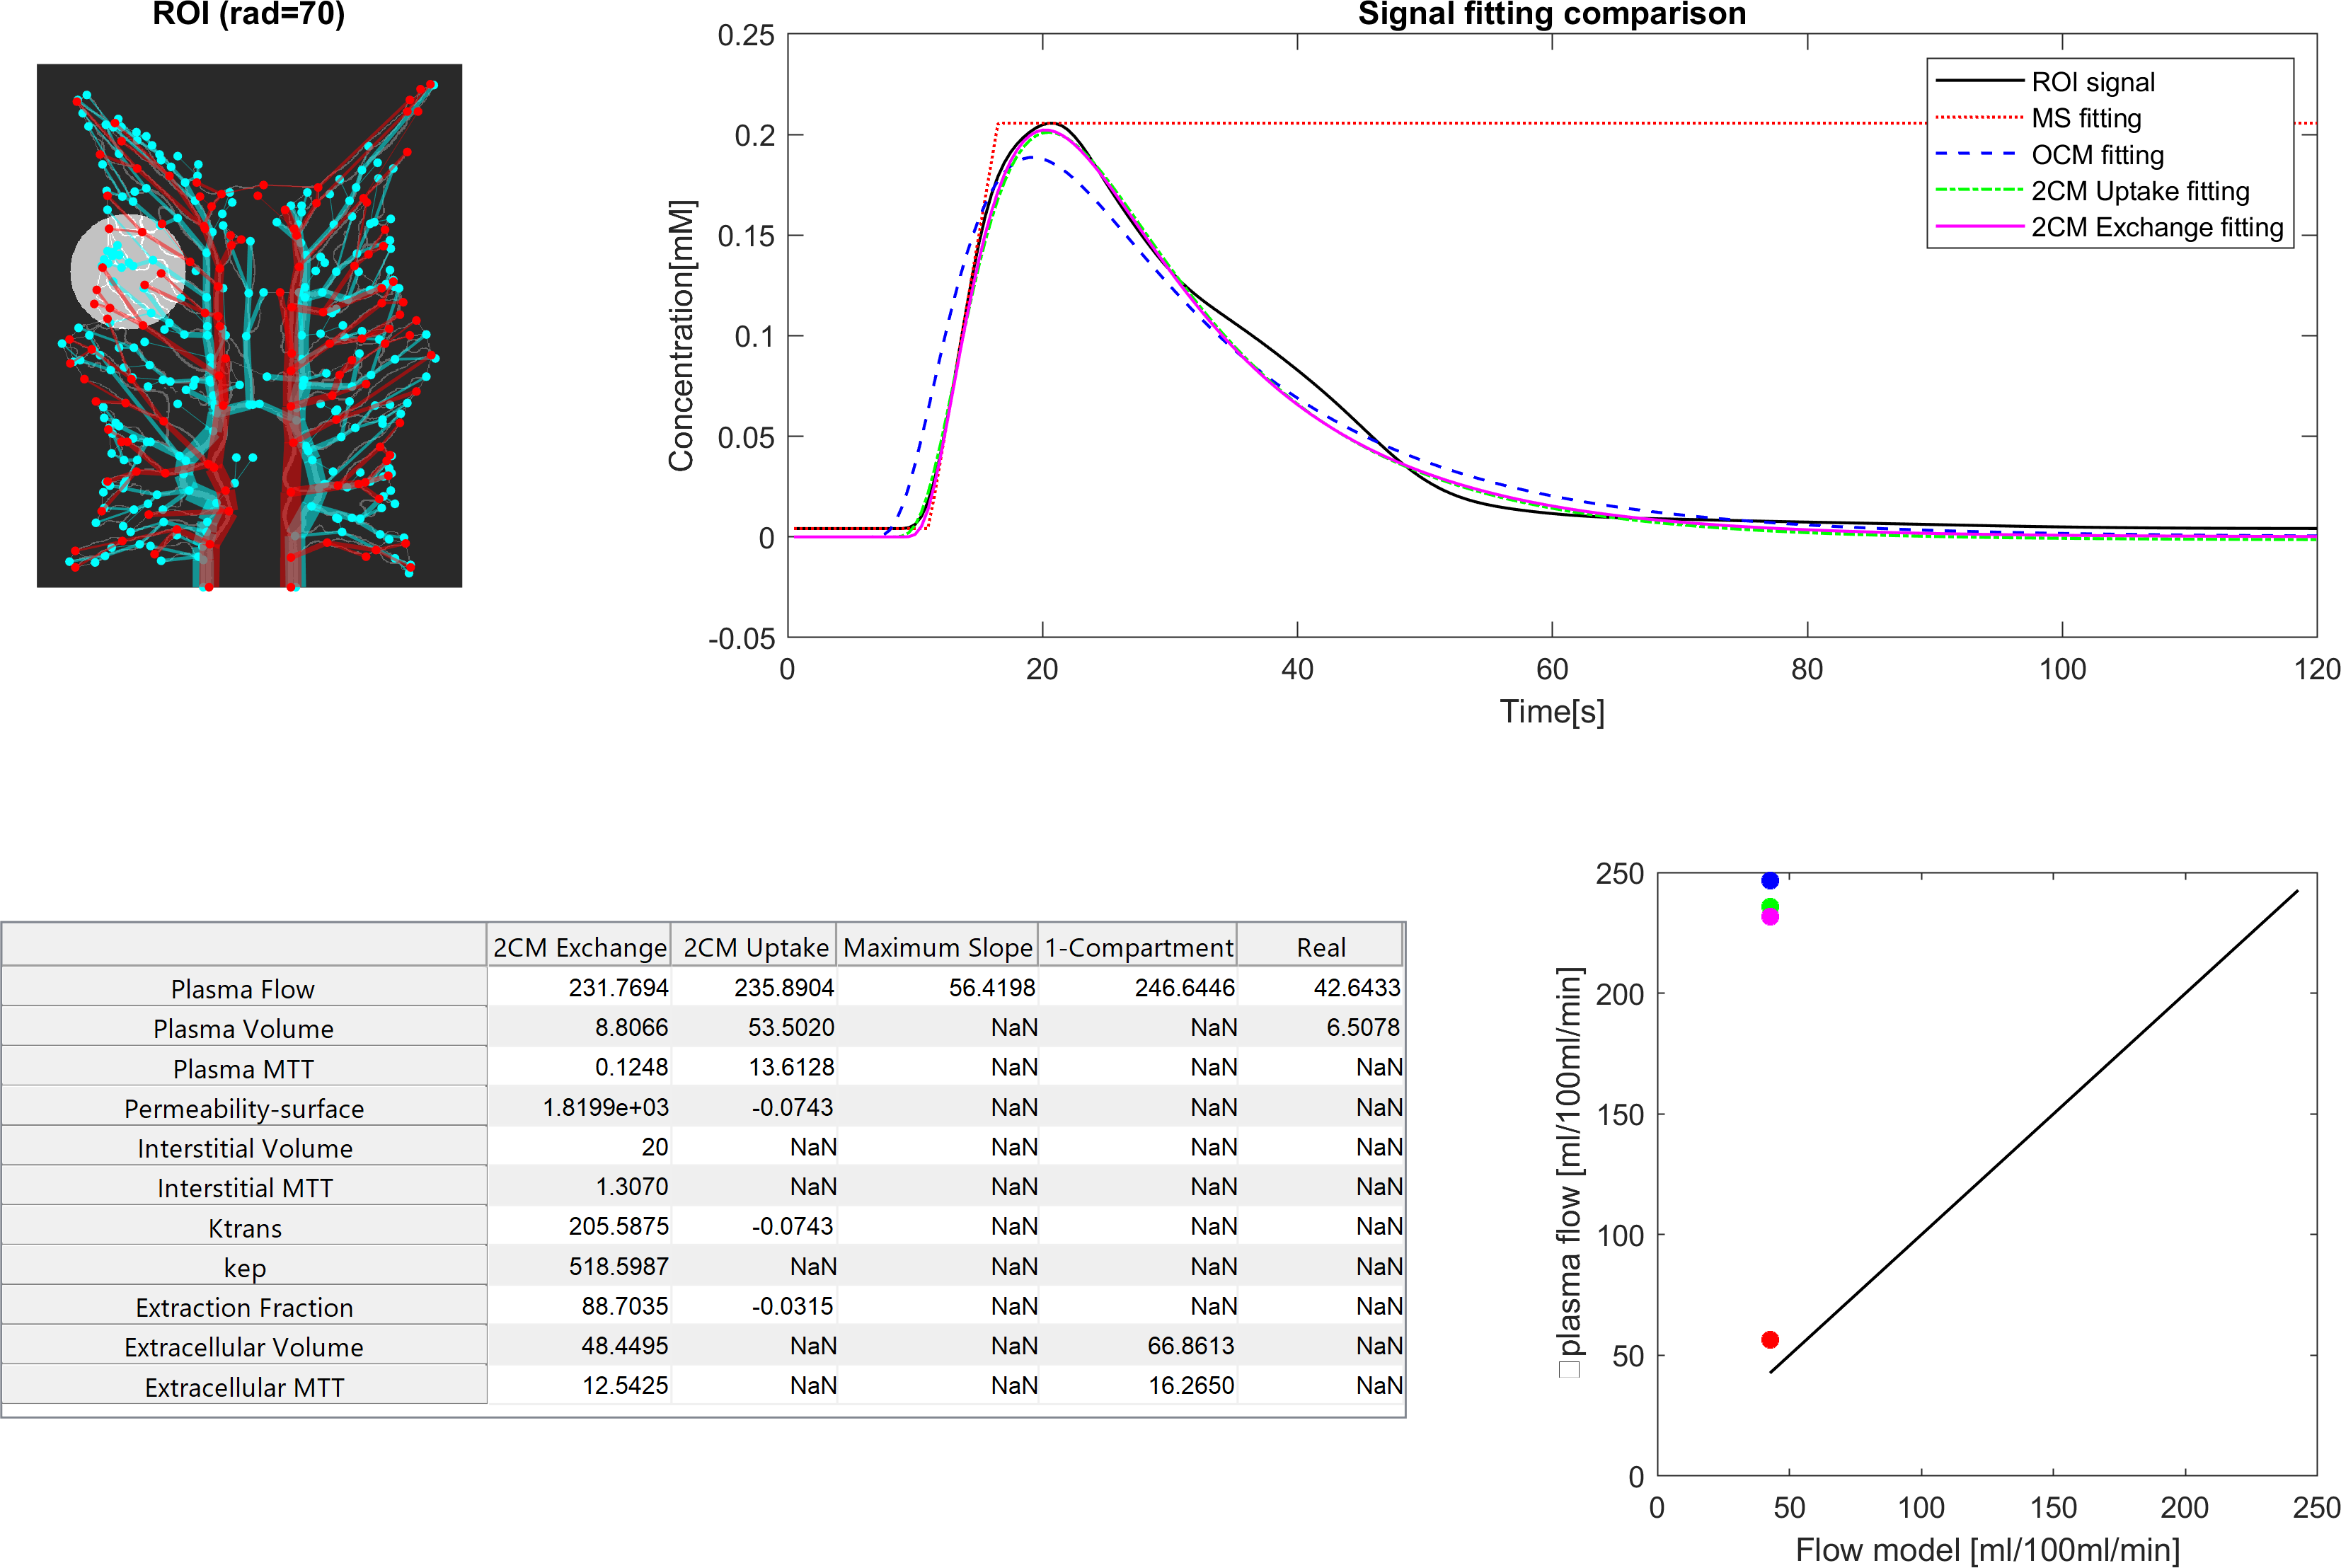 ROI (rad=70)
Signal fitting comparison
0.25
0.2
0.15
0.1
0.05
0
-0.05
Concentration[mM]
0 20 40 60 80 100 120
Time[s]
ROI signal
MS fitting
OCM fitting
2CM Uptake fitting
2CM Exchange fitting
2CM Exchange 2CM Uptake Maximum Slope 1-Compartment Real
Plasma Flow 231.7694 235.8904 56.4198 246.6446 42.6433
Plasma Volume 8.8066 53.5020 NaN NaN 6.5078
Plasma MTT 0.1248 13.6128 NaN NaN NaN
Permeability-surface 1.8199e+03 -0.0743 NaN NaN NaN
Interstitial Volume 20 NaN NaN NaN NaN
Interstitial MTT 1.3070 NaN NaN NaN NaN
Ktrans 205.5875 -0.0743 NaN NaN NaN
kep 518.5987 NaN NaN NaN NaN
Extraction Fraction 88.7035 -0.0315 NaN NaN NaN
Extracellular Volume 48.4495 NaN NaN 66.8613 NaN
Extracellular MTT 12.5425 NaN NaN 16.2650 NaN
250
200
150
100
50
0
□plasma flow [ml/100ml/min]
0 50 100 150 200 250
Flow model [ml/100ml/min]